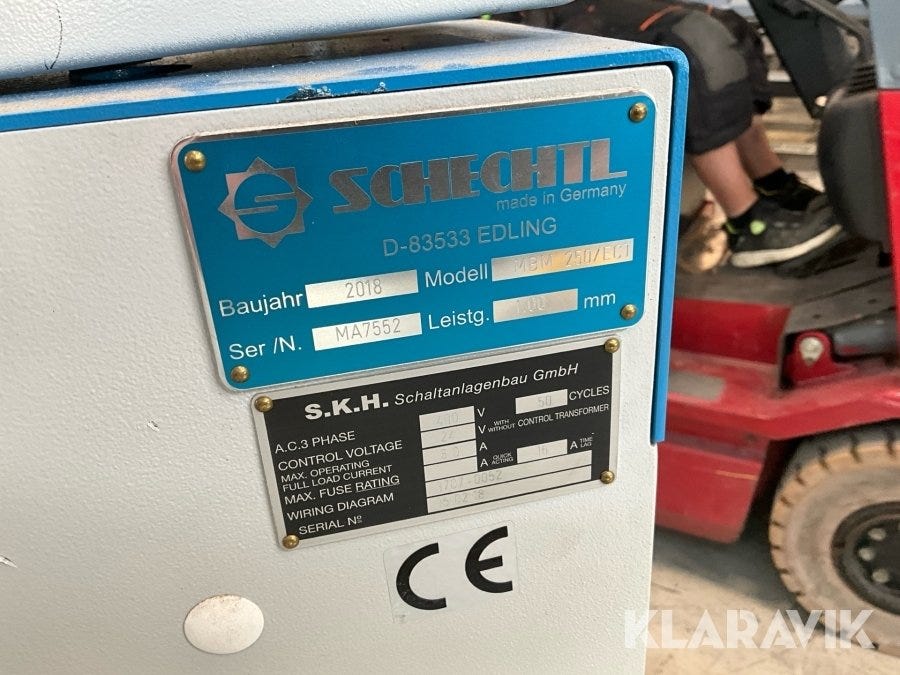 S SCHECHTL
made in Germany
D-83533 EDLING
Baujahr 2018 Modell MBM 250/EC1
Ser /N. MA7552 Leistg. 1,00 mm
S.K.H. Schaltanlagenbau GmbH
A.C.3 PHASE 400 V 50 CYCLES
CONTROL VOLTAGE V WITH WITHOUT CONTROL TRANSFORMER
MAX. OPERATING FULL LOAD CURRENT A
MAX. FUSE RATING A QUICK ACTING 16 A TIME LAG
WIRING DIAGRAM
SERIAL Nº
CE
KLARAVIK